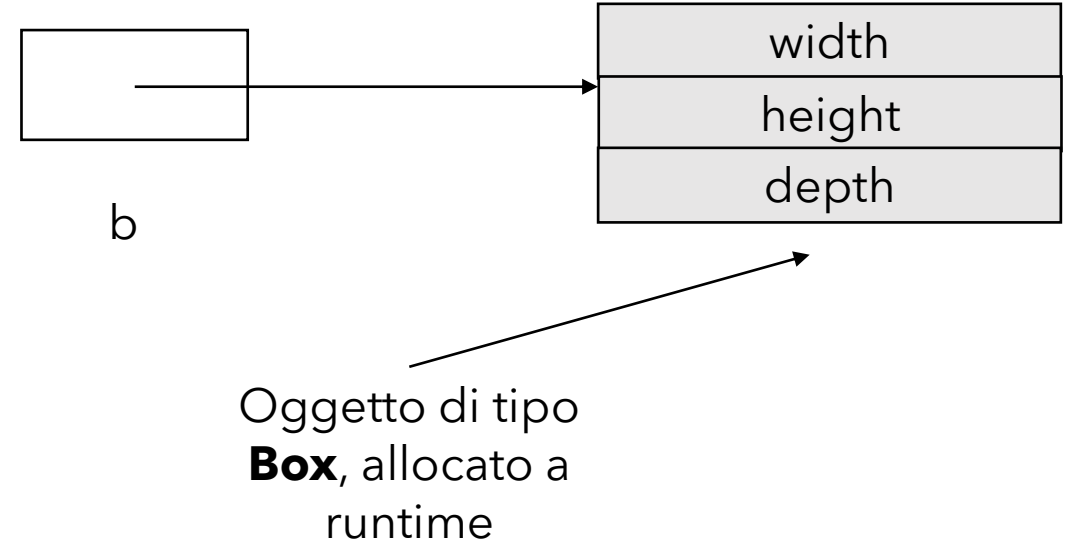 width
height
depth
b
Oggetto di tipo
Box, allocato a
runtime